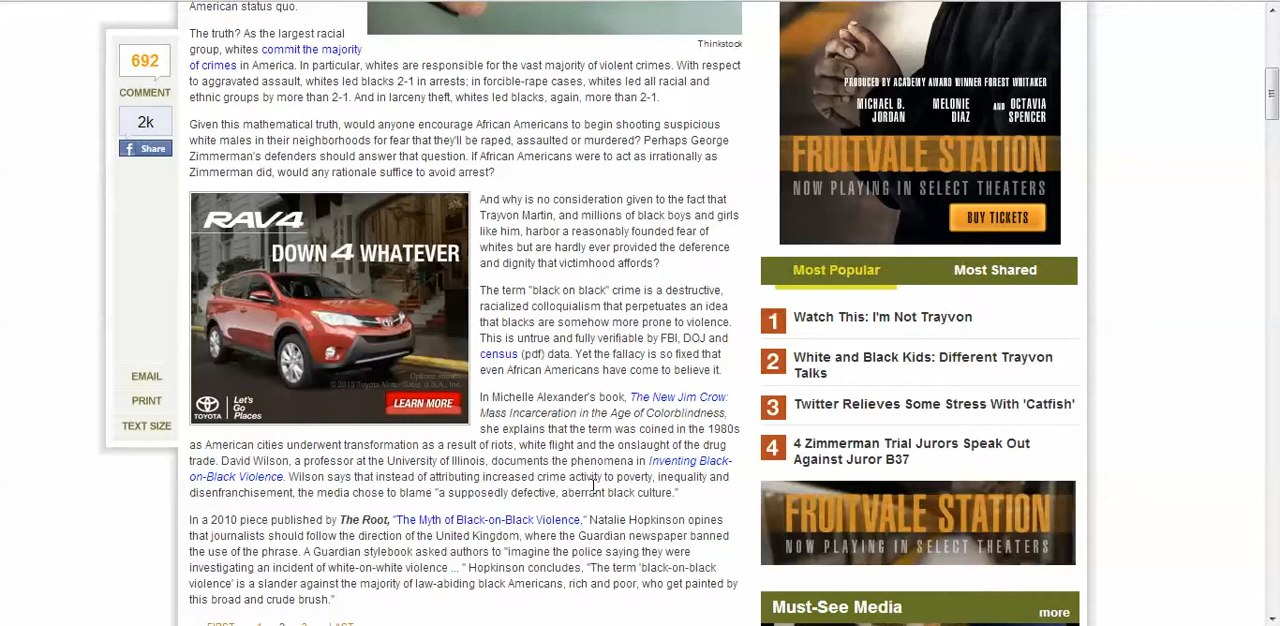 American status quo.
The truth? As the largest racial
group, whites commit the majority
of crimes in America. In particular, whites are responsible for the vast majority of violent crimes. With respect
to aggravated assault, whites led blacks 2-1 in arrests; in forcible-rape cases, whites led all racial and
ethnic groups by more than 2-1. And in larceny theft, whites led blacks, again, more than 2-1.
Thinkstock
Given this mathematical truth, would anyone encourage African Americans to begin shooting suspicious
white males in their neighborhoods for fear that they'll be raped, assaulted or murdered? Perhaps George
Zimmerman's defenders should answer that question. If African Americans were to act as irrationally as
Zimmerman did, would any rationale suffice to avoid arrest?
And why is no consideration given to the fact that
Trayvon Martin, and millions of black boys and girls
like him, harbor a reasonably founded fear of
whites but are hardly ever provided the deference
and dignity that victimhood affords?
The term "black on black" crime is a destructive,
racialized colloquialism that perpetuates an idea
that blacks are somehow more prone to violence.
This is untrue and fully verifiable by FBI, DOJ and
census (pdf) data. Yet the fallacy is so fixed that
even African Americans have come to believe it.
In Michelle Alexander's book, The New Jim Crow:
Mass Incarceration in the Age of Colorblindness,
she explains that the term was coined in the 1980s
as American cities underwent transformation as a result of riots, white flight and the onslaught of the drug
trade. David Wilson, a professor at the University of Illinois, documents the phenomena in Inventing Black-
on-Black Violence. Wilson says that instead of attributing increased crime activity to poverty, inequality and
disenfranchisement, the media chose to blame "a supposedly defective, aberrant black culture."
In a 2010 piece published by The Root, "The Myth of Black-on-Black Violence," Natalie Hopkinson opines
that journalists should follow the direction of the United Kingdom, where the Guardian newspaper banned
the use of the phrase. A Guardian stylebook asked authors to "imagine the police saying they were
investigating an incident of white-on-white violence ... " Hopkinson concludes, "The term 'black-on-black
violence' is a slander against the majority of law-abiding black Americans, rich and poor, who get painted by
this broad and crude brush."
692
COMMENT
2k
f Share
EMAIL
PRINT
TEXT SIZE
RAV4
DOWN 4 WHATEVER
Options shown.
© 2013 Toyota Motor Sales, U.S.A., Inc.
TOYOTA
Let's
Go
Places
LEARN MORE
PRODUCED BY ACADEMY AWARD WINNER FOREST WHITAKER
MICHAEL B. JORDAN MELONIE DIAZ AND OCTAVIA SPENCER
FRUITVALE STATION
NOW PLAYING IN SELECT THEATERS
BUY TICKETS
Most Popular Most Shared
1 Watch This: I'm Not Trayvon
2 White and Black Kids: Different Trayvon
Talks
3 Twitter Relieves Some Stress With 'Catfish'
4 4 Zimmerman Trial Jurors Speak Out
Against Juror B37
FRUITVALE STATION
NOW PLAYING IN SELECT THEATERS
Must-See Media more